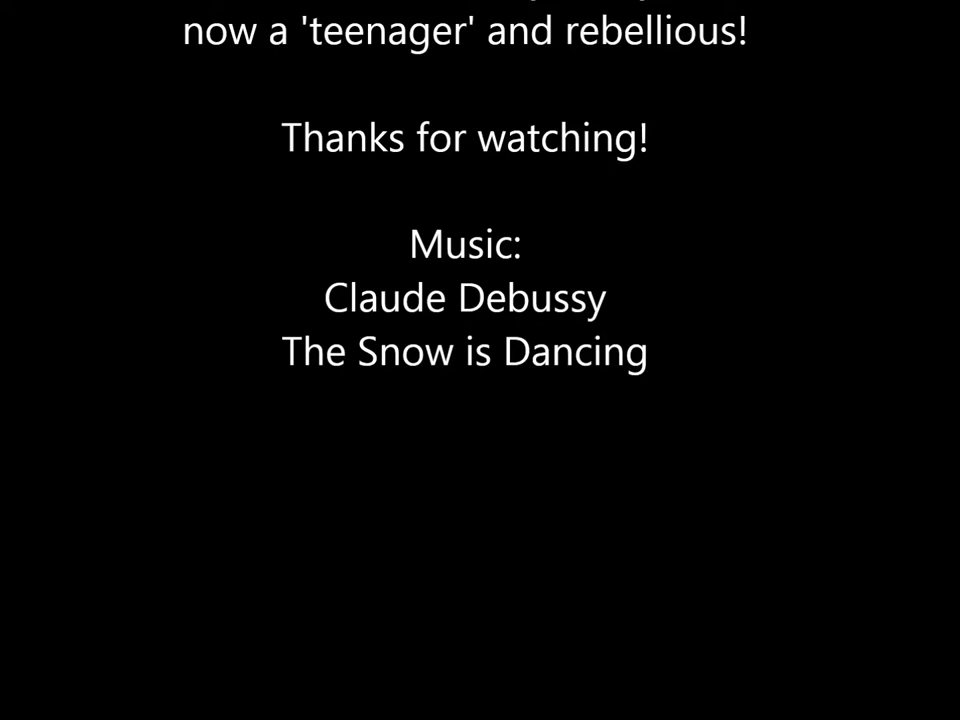 now a 'teenager' and rebellious!
Thanks for watching!
Music:
Claude Debussy
The Snow is Dancing